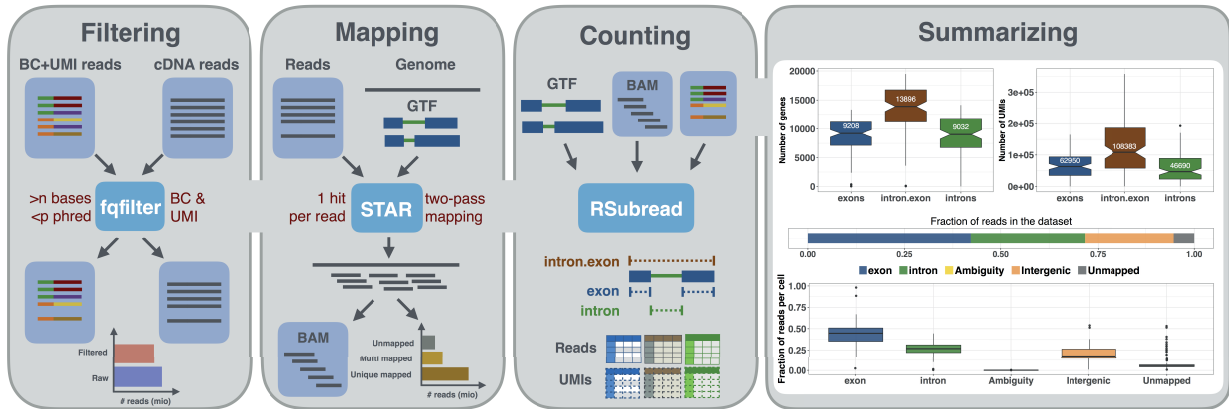 Filtering
BC+UMI reads
cDNA reads
>n bases
<p phred
fqfilter
BC &
UMI
Filtered
Raw
# reads (mio)
Mapping
Reads
Genome
GTF
1 hit
per read
STAR
two-pass
mapping
BAM
Unmapped
Multi mapped
Unique mapped
# reads (mio)
Counting
GTF
BAM
RSubread
intron.exon
exon
intron
Reads
UMIs
Summarizing
Number of genes
20000
15000
10000
5000
0
9208
13896
9032
exons
intron.exon
introns
Number of UMIs
3e+05
2e+05
1e+05
0e+00
62950
108383
46690
exons
intron.exon
introns
Fraction of reads in the dataset
0.00
0.25
0.50
0.75
1.00
exon
intron
Ambiguity
Intergenic
Unmapped
Fraction of reads per cell
1.00
0.75
0.50
0.25
0.00
exon
intron
Ambiguity
Intergenic
Unmapped